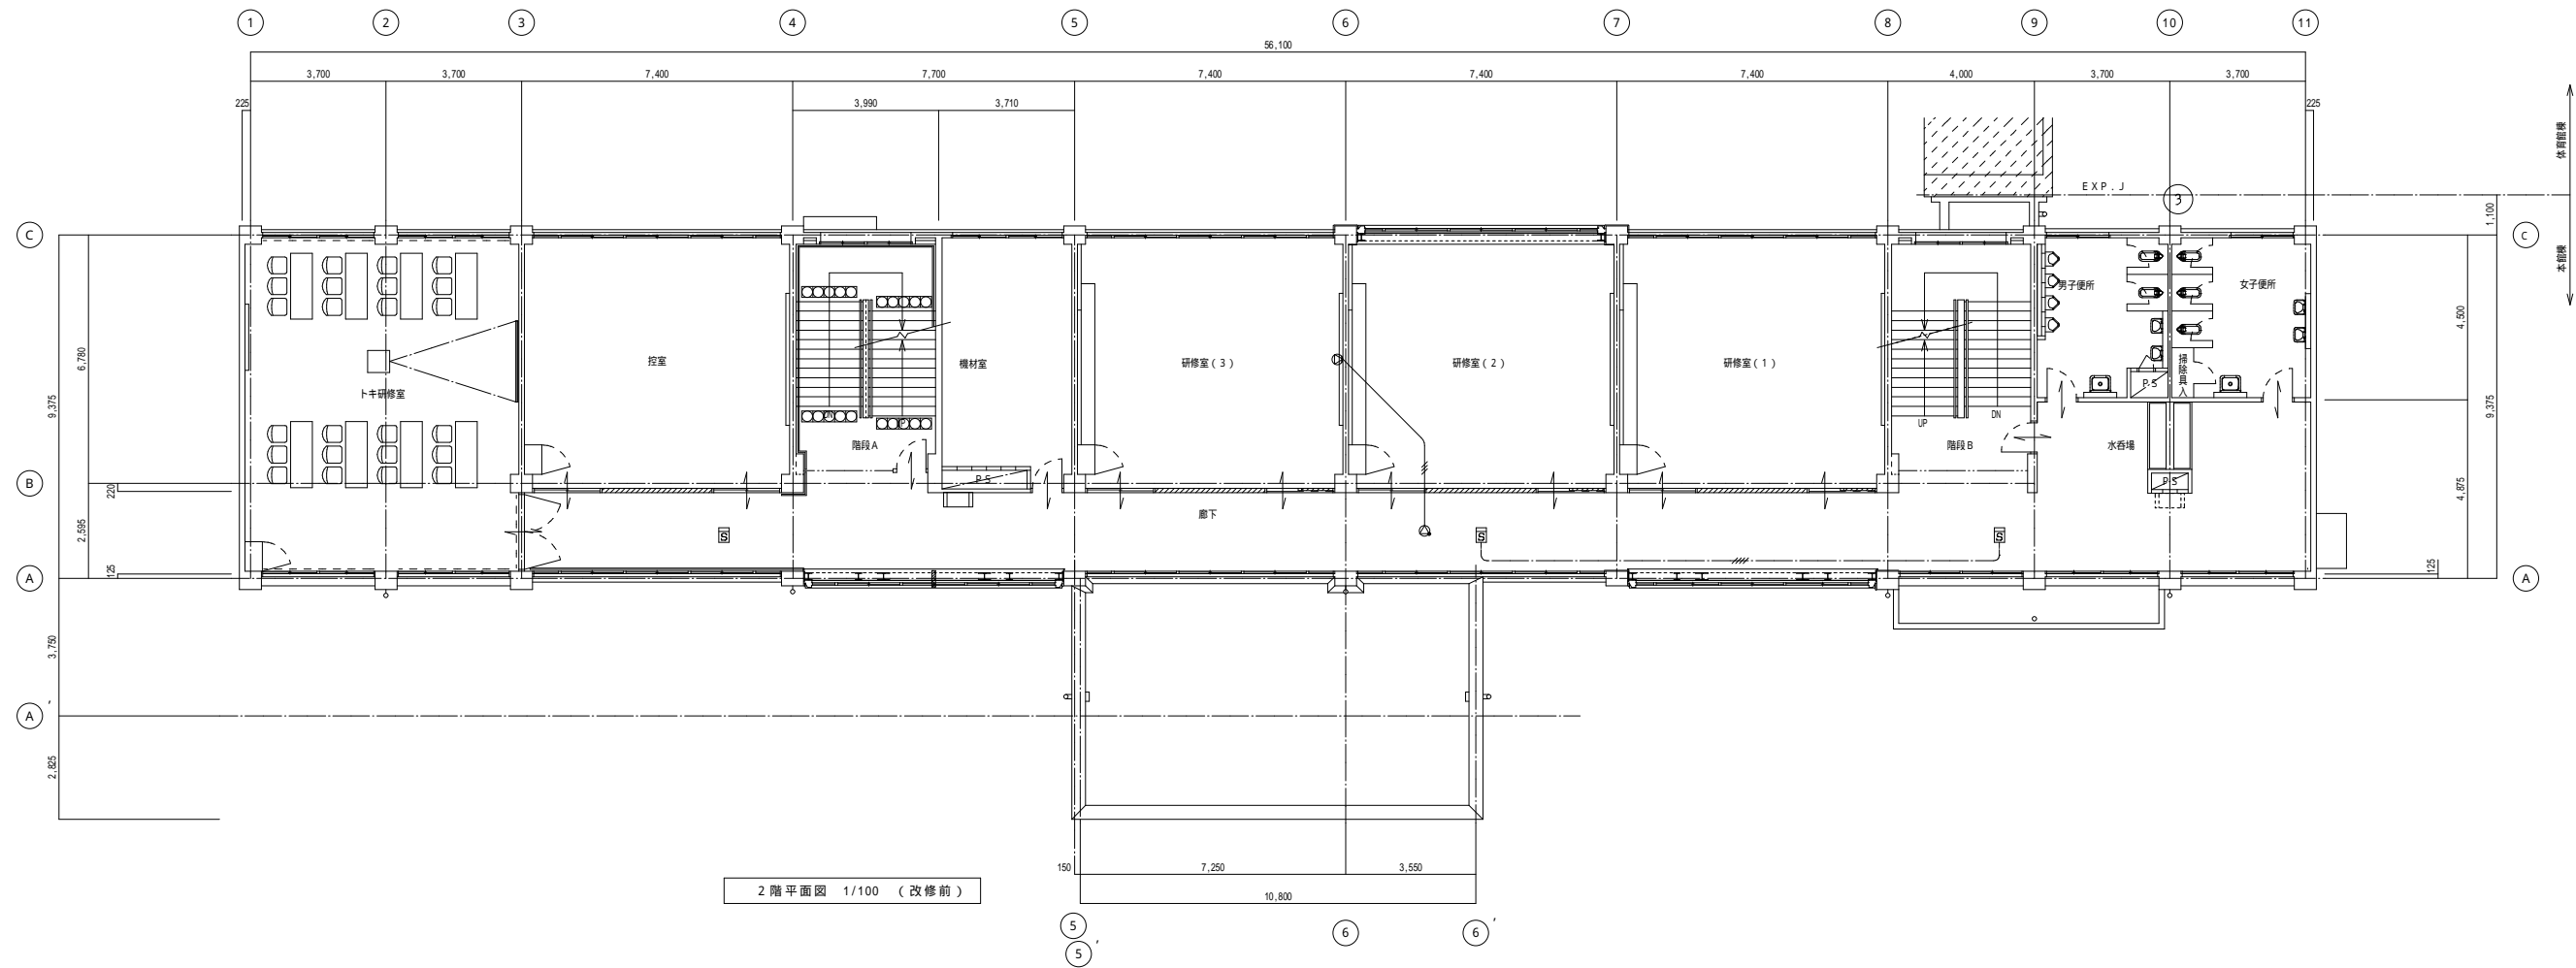 1 2 3 4 5 6 7 8 9 10 11
56,100
3,700 3,700 7,400 7,700 7,400 7,400 7,400 4,000 3,700 3,700
225 3,990 3,710 225
体育館棟
本館棟
EXP.J
3
1,100
C C
男子便所 女子便所
4,500
6,780
9,375
トキ研修室
控室
機材室
研修室(3)
研修室(2)
研修室(1)
掃除具入
P·S
9,375
DN UP
UP DN
階段A
階段B
水呑場
P·S
P·S
B
220
4,875
廊下
2,595
S S S
125
125
A A
3,750
A'
2,825
150 7,250 3,550
2階平面図 1/100 (改修前)
10,800
5 6 6'
5'